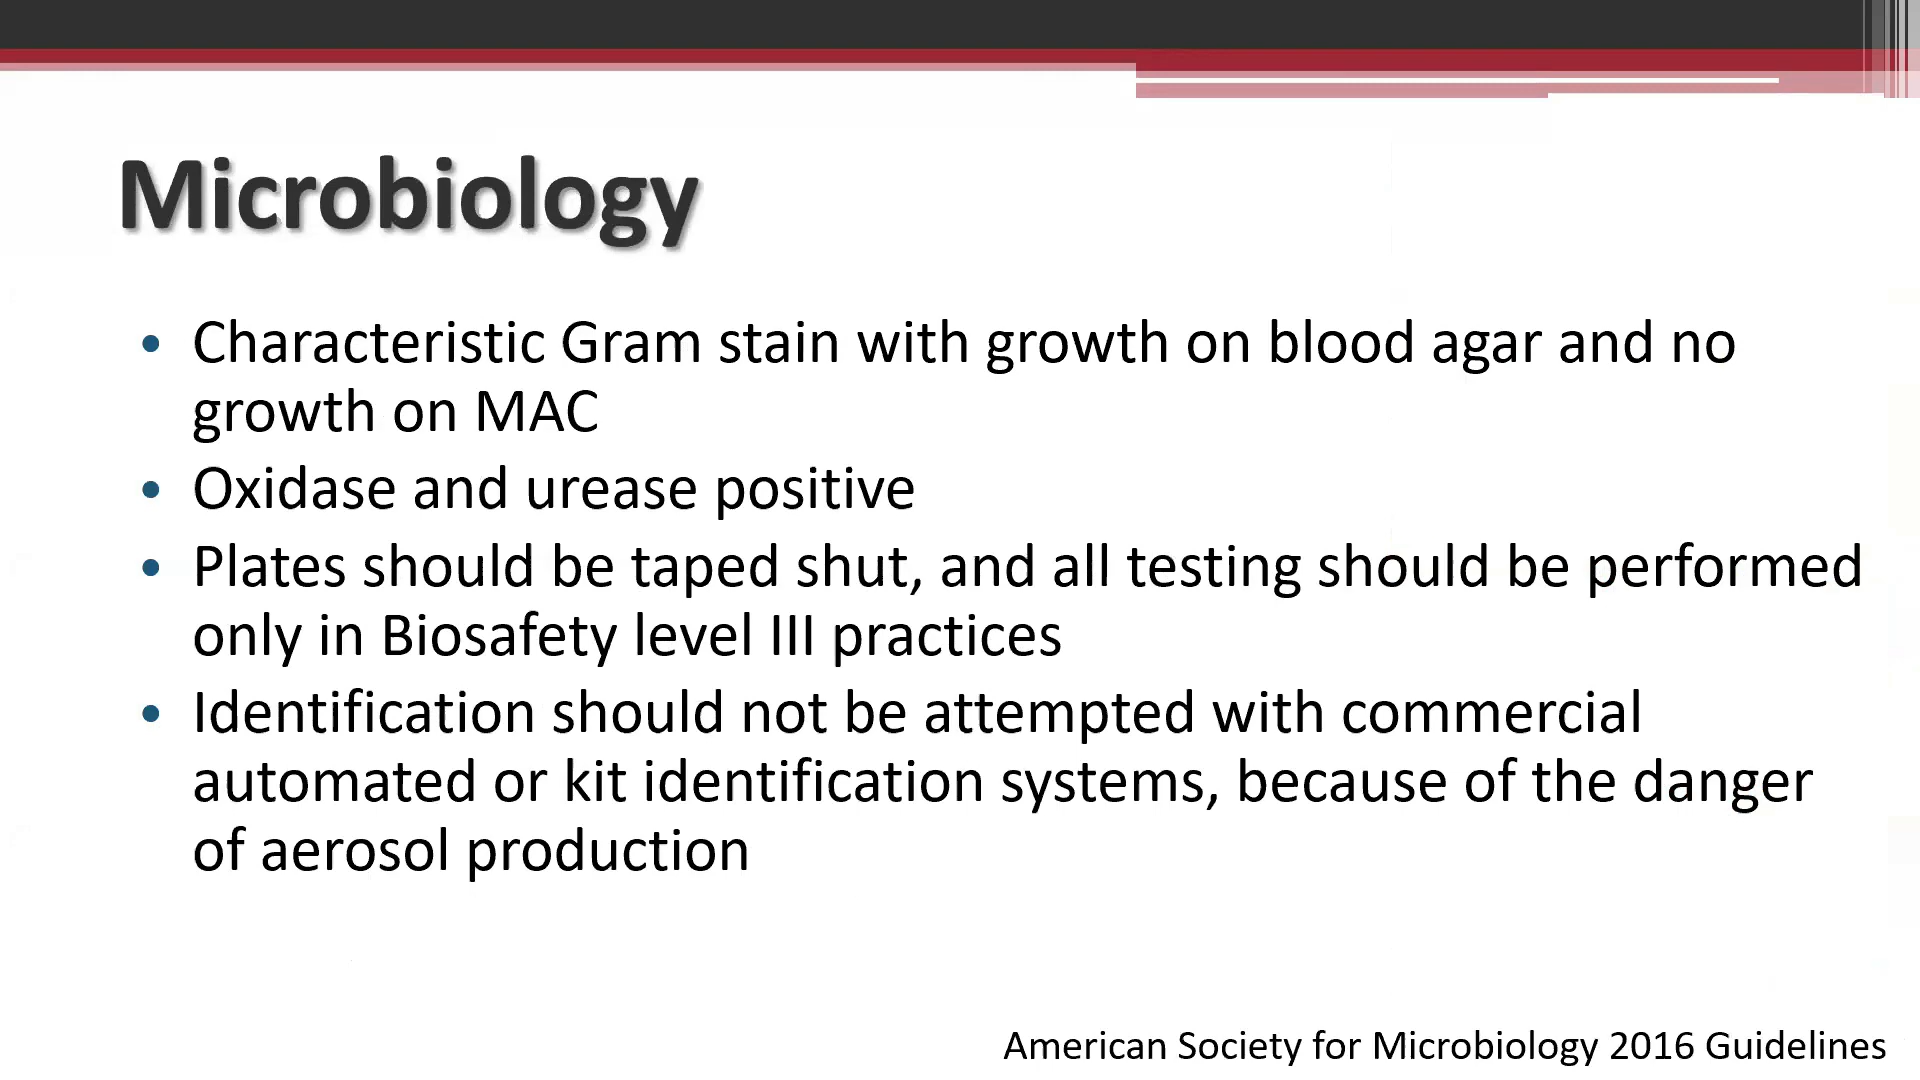 Microbiology
• Characteristic Gram stain with growth on blood agar and no
growth on MAC
• Oxidase and urease positive
• Plates should be taped shut, and all testing should be performed
only in Biosafety level III practices
• Identification should not be attempted with commercial
automated or kit identification systems, because of the danger
of aerosol production
American Society for Microbiology 2016 Guidelines